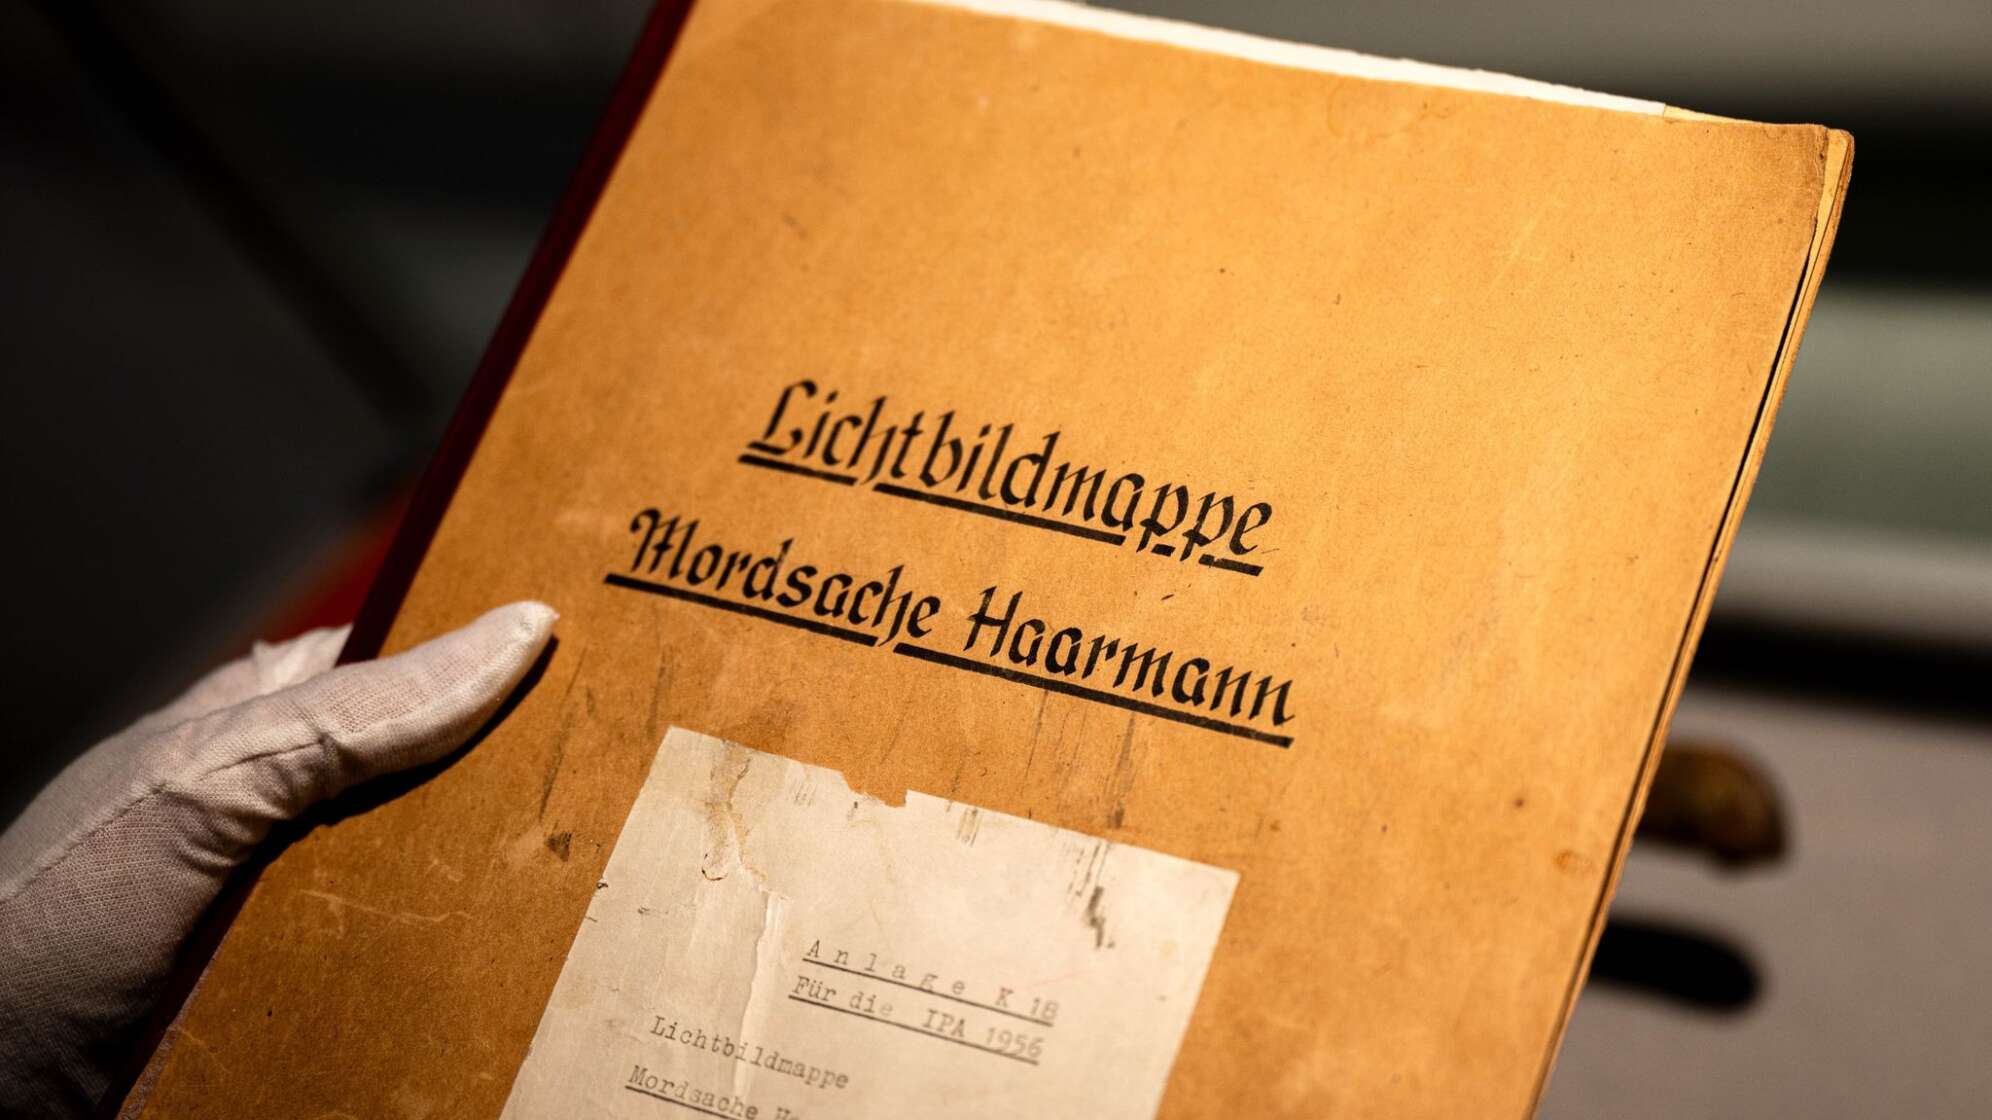 Lichtbildmappe
Mordsache Haarmann
Anlage K 18
Für die IPA 1956
Lichtbildmappe
Mordsache